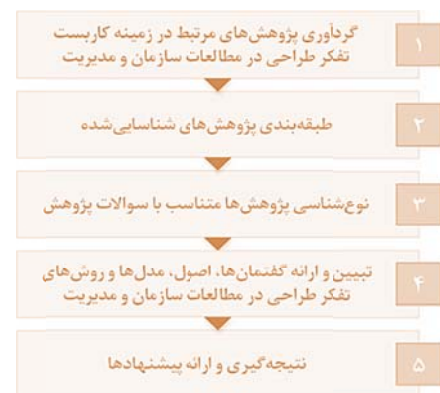 ۱
گردآوری پژوهش‌های مرتبط در زمینه کاربست
تفکر طراحی در مطالعات سازمان و مدیریت
۲
طبقه‌بندی پژوهش‌های شناسایی‌شده
۳
نوع‌شناسی پژوهش‌ها متناسب با سوالات پژوهش
۴
تبیین و ارائه گفتمان‌ها، اصول، مدل‌ها و روش‌های
تفکر طراحی در مطالعات سازمان و مدیریت
۵
نتیجه‌گیری و ارائه پیشنهادها